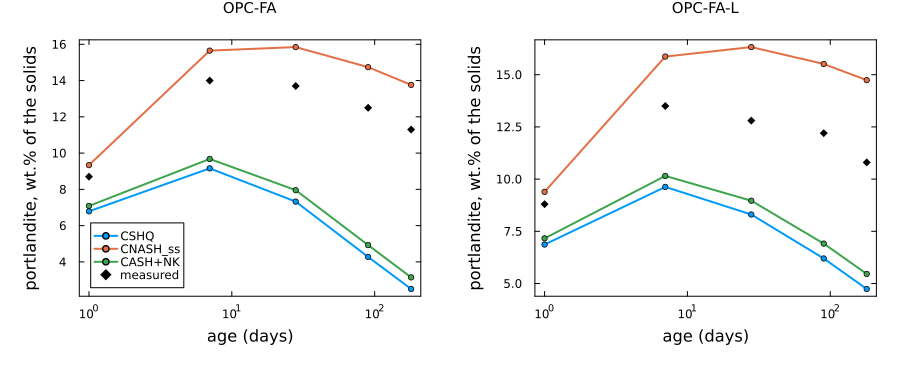 OPC-FA
portlandite, wt.% of the solids
16
14
12
10
8
6
4
CSHQ
CNASH_ss
CASH+NK
measured
10⁰
10¹
10²
age (days)
OPC-FA-L
portlandite, wt.% of the solids
15.0
12.5
10.0
7.5
5.0
10⁰
10¹
10²
age (days)